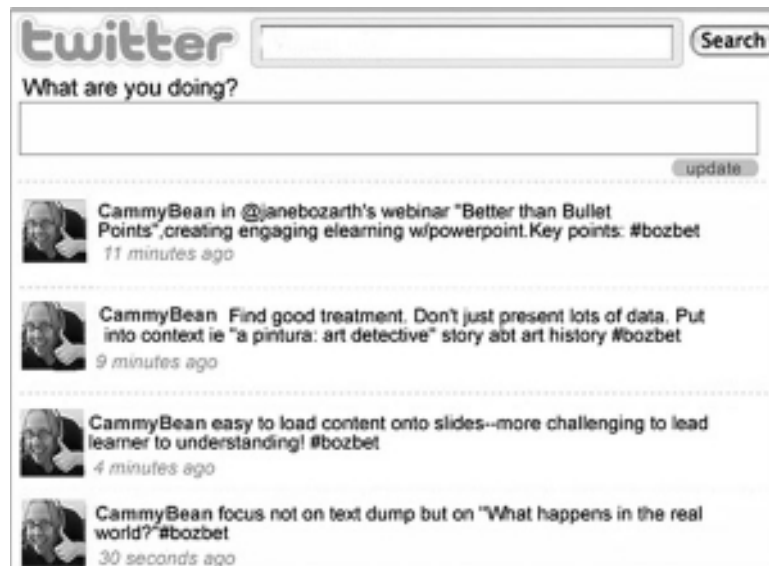 twitter
Search
What are you doing?
update
CammyBean in @janebozarth's webinar "Better than Bullet
Points",creating engaging elearning w/powerpoint.Key points: #bozbet
11 minutes ago
CammyBean Find good treatment. Don't just present lots of data. Put
into context ie "a pintura: art detective" story abt art history #bozbet
9 minutes ago
CammyBean easy to load content onto slides--more challenging to lead
learner to understanding! #bozbet
4 minutes ago
CammyBean focus not on text dump but on "What happens in the real
world?"#bozbet
30 seconds ago